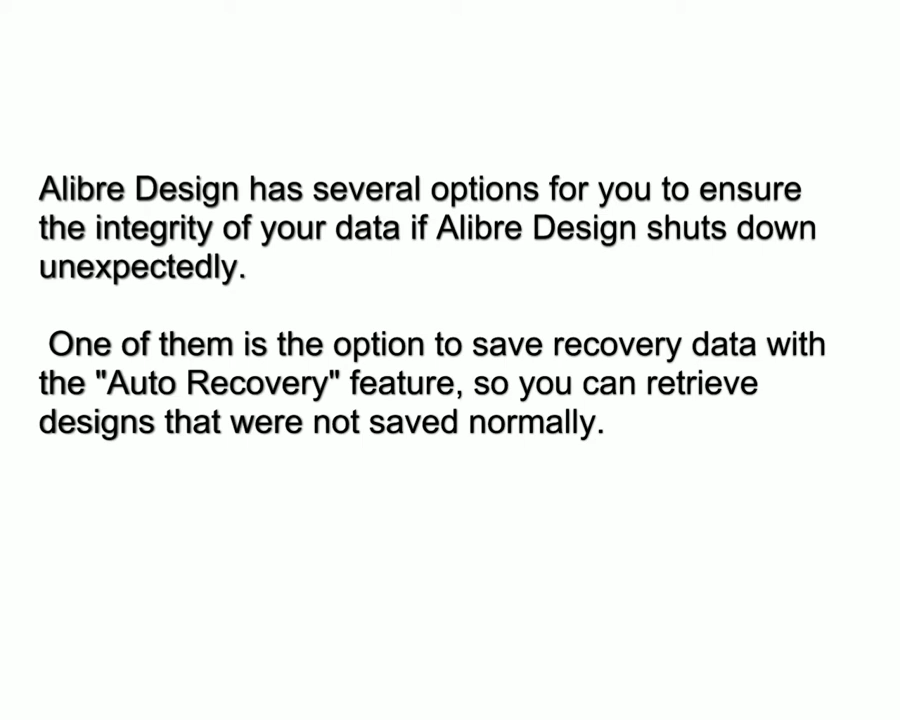 Alibre Design has several options for you to ensure
the integrity of your data if Alibre Design shuts down
unexpectedly.
One of them is the option to save recovery data with
the "Auto Recovery" feature, so you can retrieve
designs that were not saved normally.